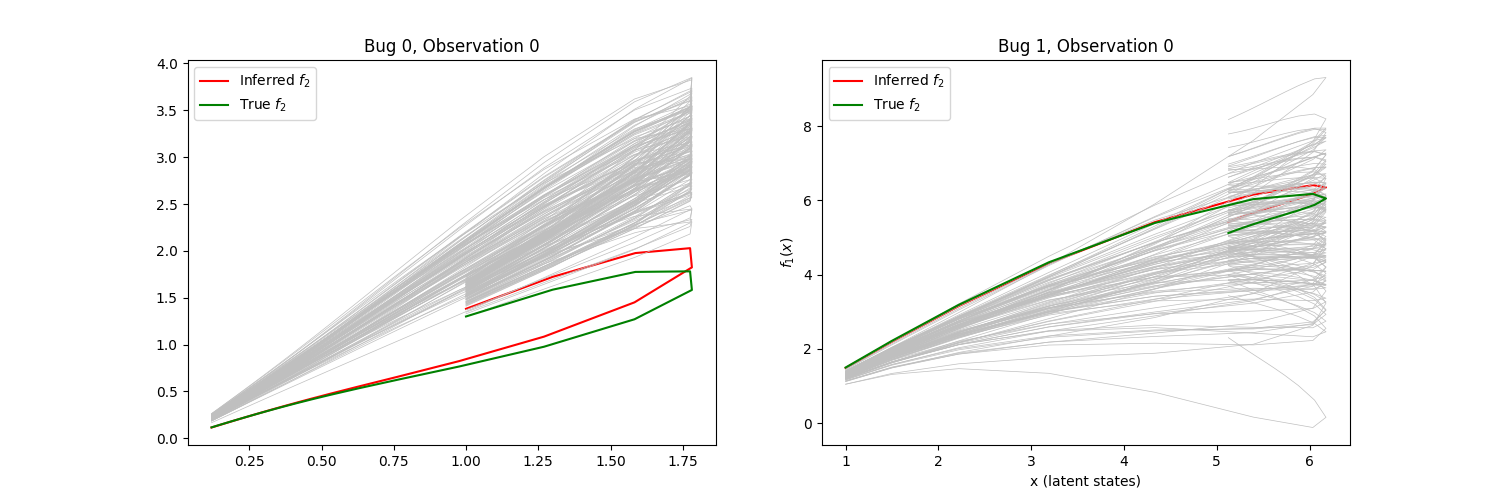 Bug 0, Observation 0
Inferred f₂
True f₂
4.0
3.5
3.0
2.5
2.0
1.5
1.0
0.5
0.0
0.25 0.50 0.75 1.00 1.25 1.50 1.75
Bug 1, Observation 0
Inferred f₂
True f₂
f₁(x)
8
6
4
2
0
1 2 3 4 5 6
x (latent states)